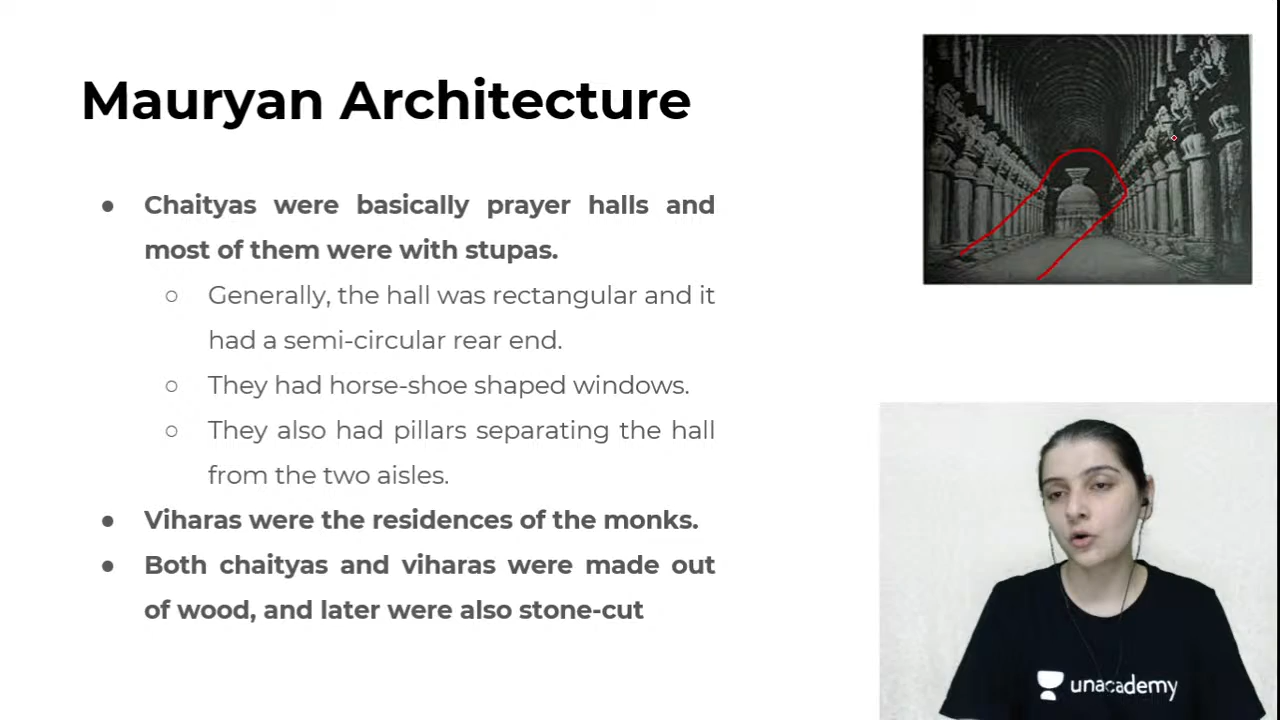 Mauryan Architecture
● Chaityas were basically prayer halls and
most of them were with stupas.
○ Generally, the hall was rectangular and it
had a semi-circular rear end.
○ They had horse-shoe shaped windows.
○ They also had pillars separating the hall
from the two aisles.
● Viharas were the residences of the monks.
● Both chaityas and viharas were made out
of wood, and later were also stone-cut
unacademy